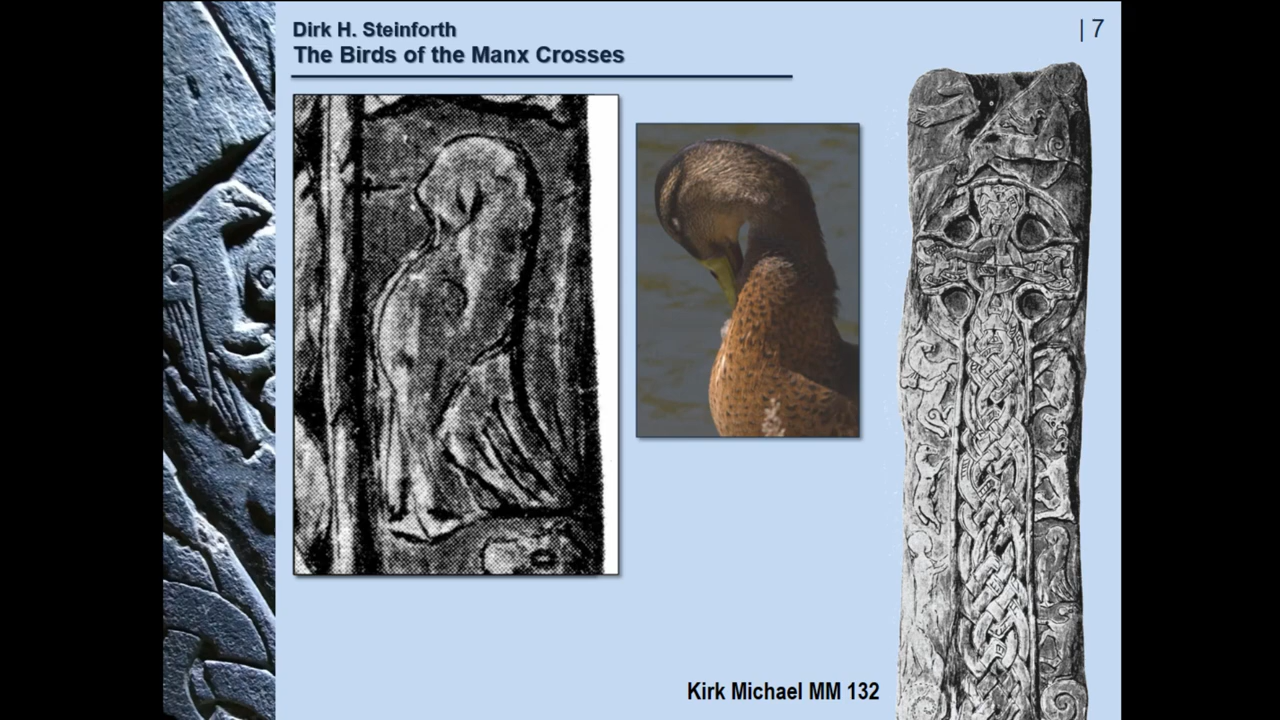 Dirk H. Steinforth
The Birds of the Manx Crosses
| 7
Kirk Michael MM 132